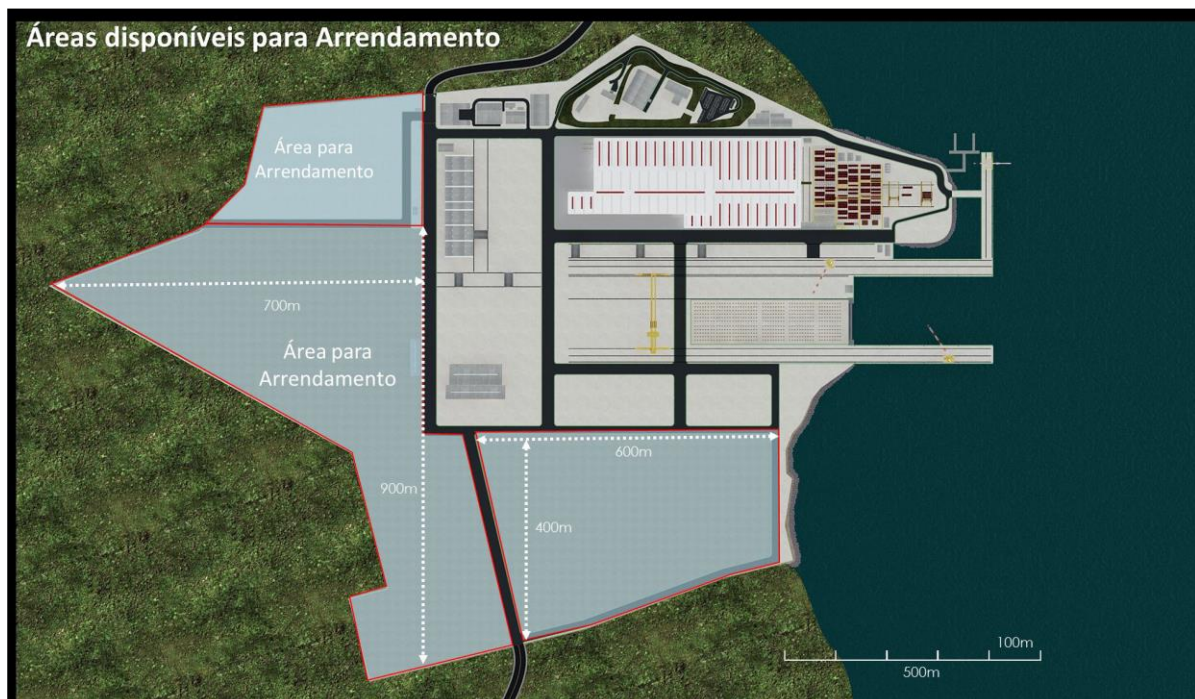 Áreas disponíveis para Arrendamento
Área para
Arrendamento
700m
Área para
Arrendamento
600m
900m
400m
100m
500m